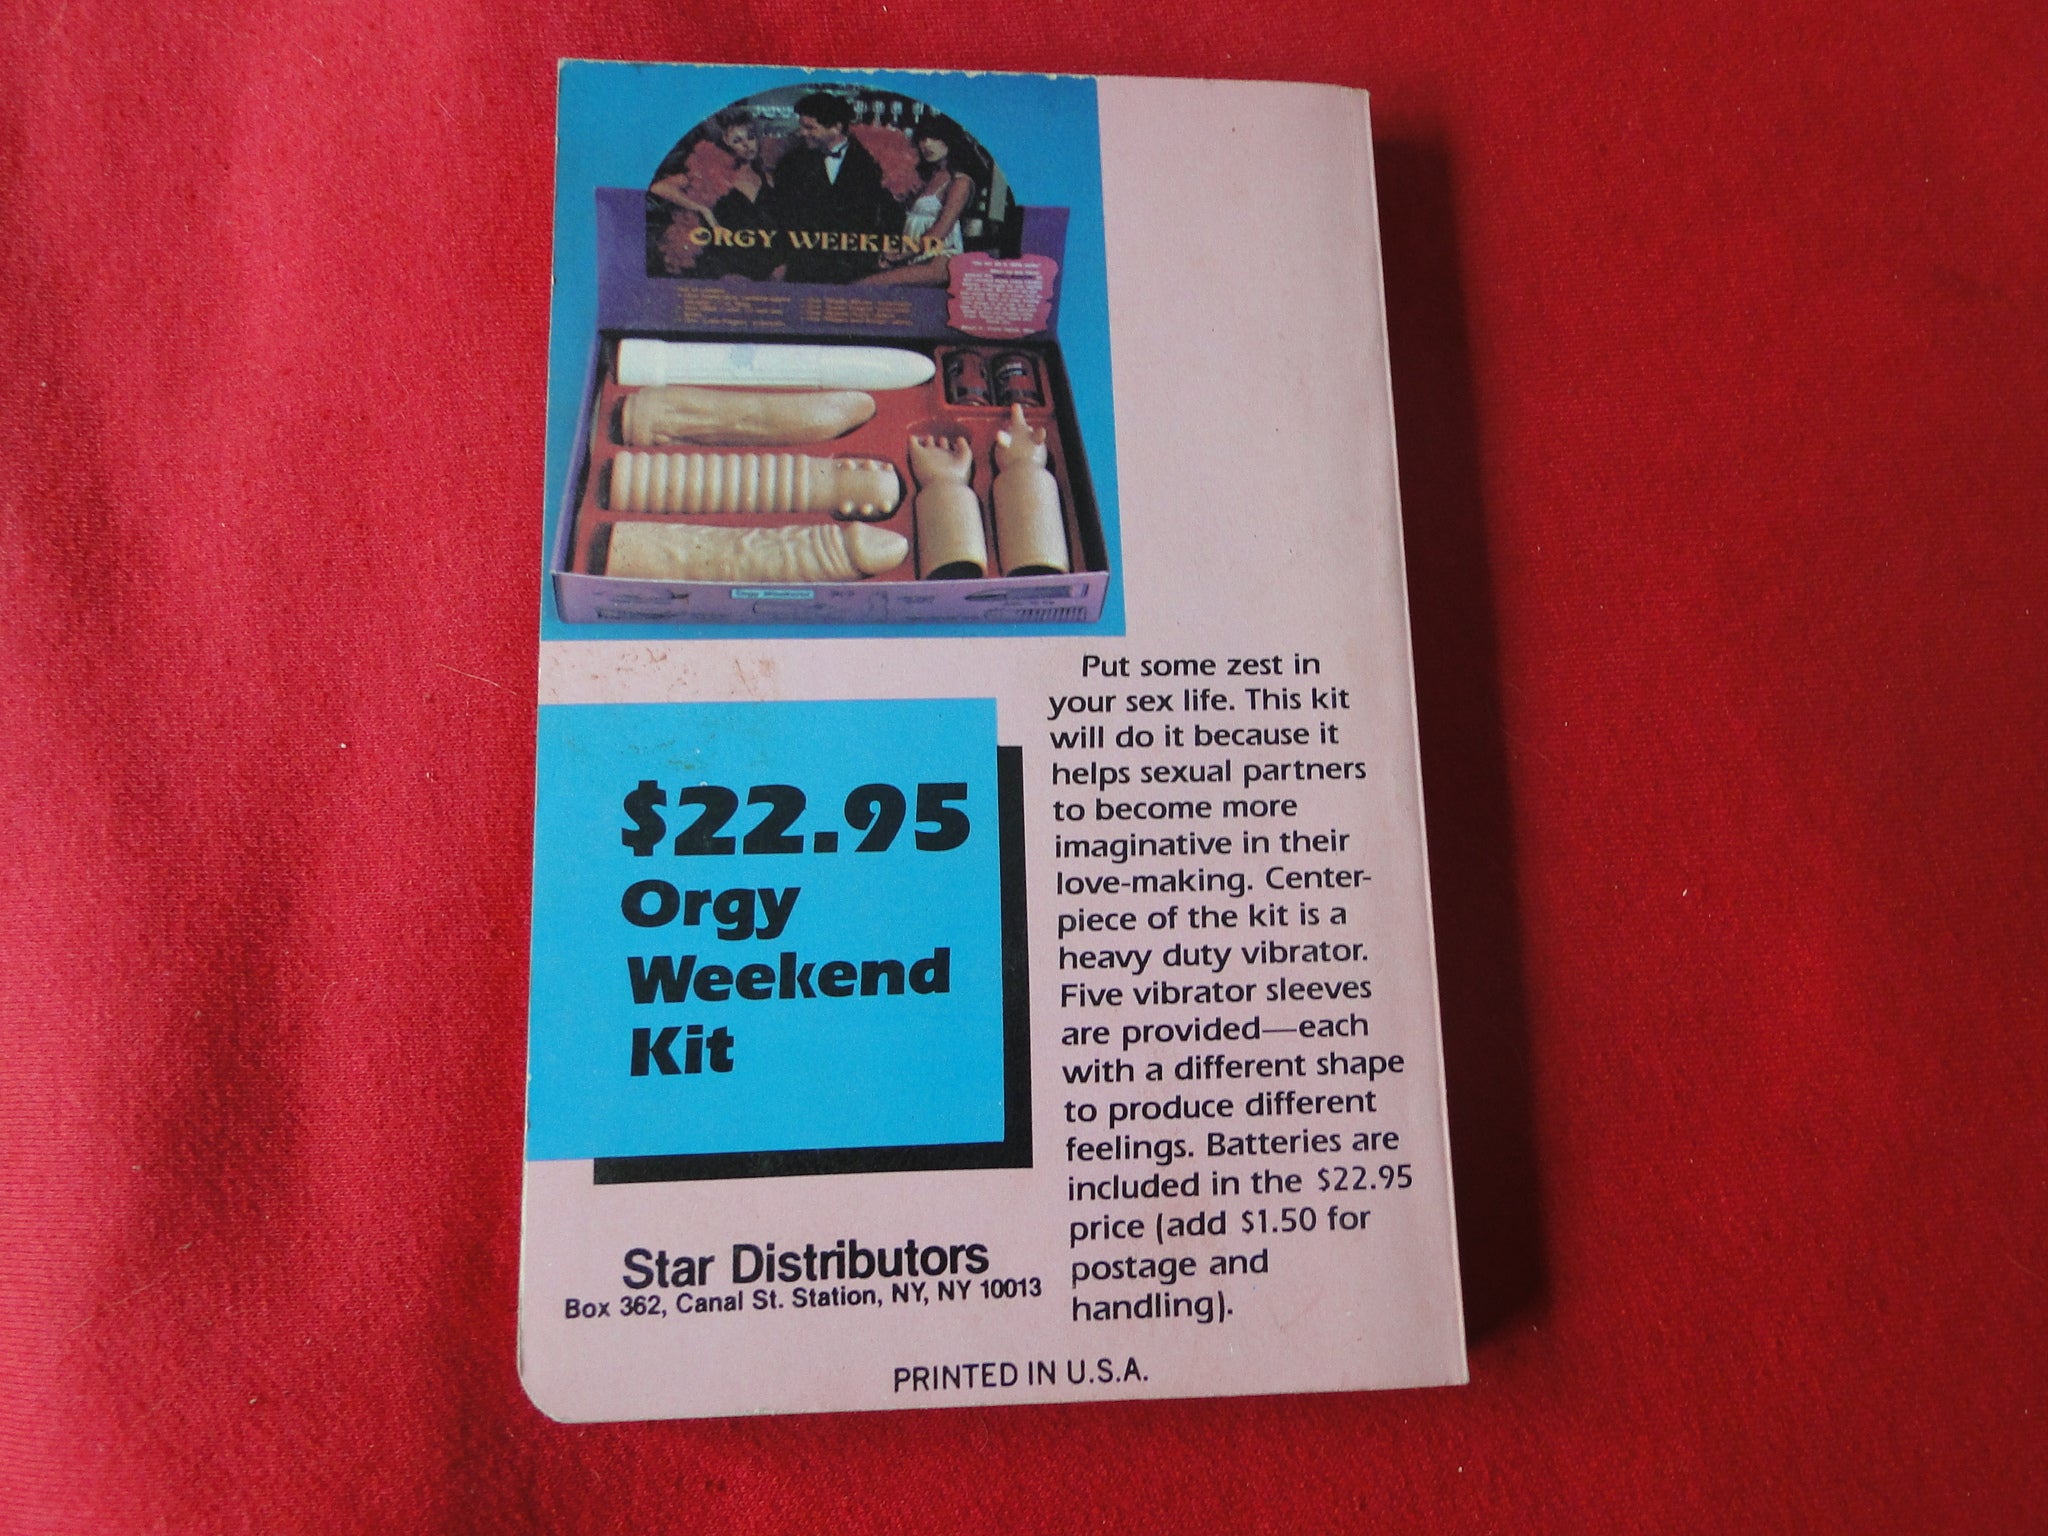 ORGY WEEKEND
Orgy Weekend
$22.95
Orgy
Weekend
Kit
Star Distributors
Box 362, Canal St. Station, NY, NY 10013
Put some zest in
your sex life. This kit
will do it because it
helps sexual partners
to become more
imaginative in their
love-making. Center-
piece of the kit is a
heavy duty vibrator.
Five vibrator sleeves
are provided—each
with a different shape
to produce different
feelings. Batteries are
included in the $22.95
price (add $1.50 for
postage and
handling).
PRINTED IN U.S.A.